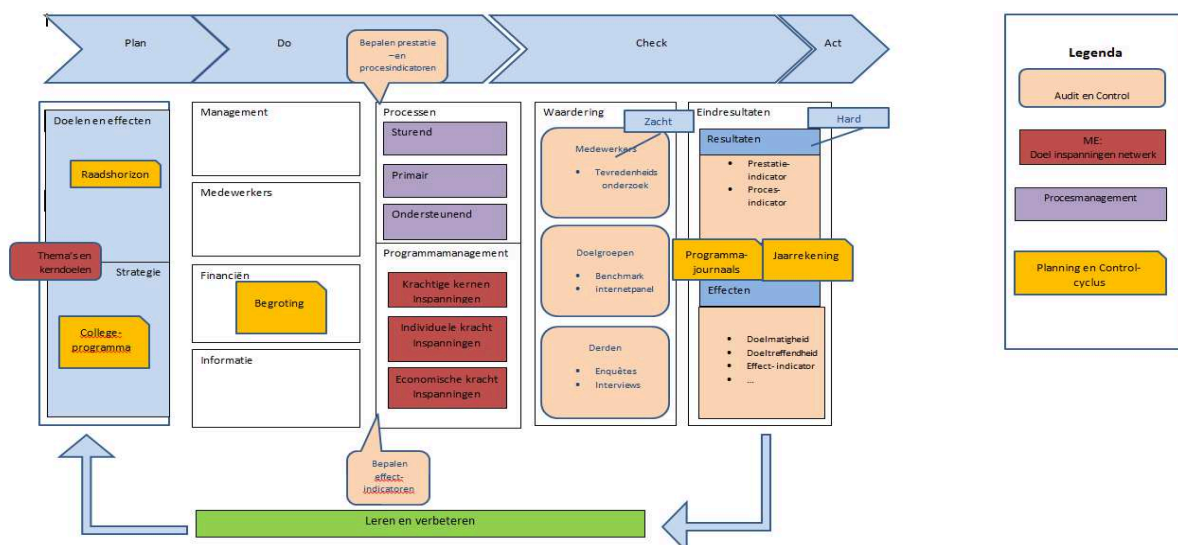 Plan
Do
Bepalen prestatie
–en
procesindicatoren
Check
Act
Doelen en effecten
Raadshorizon
Thema's en
kerndoelen
Strategie
College-
programma
Management
Medewerkers
Financiën
Begroting
Informatie
Processen
Sturend
Primair
Ondersteunend
Programmamanagement
Krachtige kernen
Inspanningen
Individuele kracht
Inspanningen
Economische kracht
Inspanningen
Bepalen
effect-
indicatoren
Waardering
Zacht
Medewerkers
• Tevredenheids
onderzoek
Doelgroepen
• Benchmark
• internetpanel
Derden
• Enquêtes
• Interviews
Eindresultaten
Hard
Resultaten
• Prestatie-
indicator
• Proces-
indicator
Programma-
journaals
Jaarrekening
Effecten
• Doelmatigheid
• Doeltreffendheid
• Effect- indicator
• ...
Leren en verbeteren
Legenda
Audit en Control
ME:
Doel inspanningen netwerk
Procesmanagement
Planning en Control-
cyclus